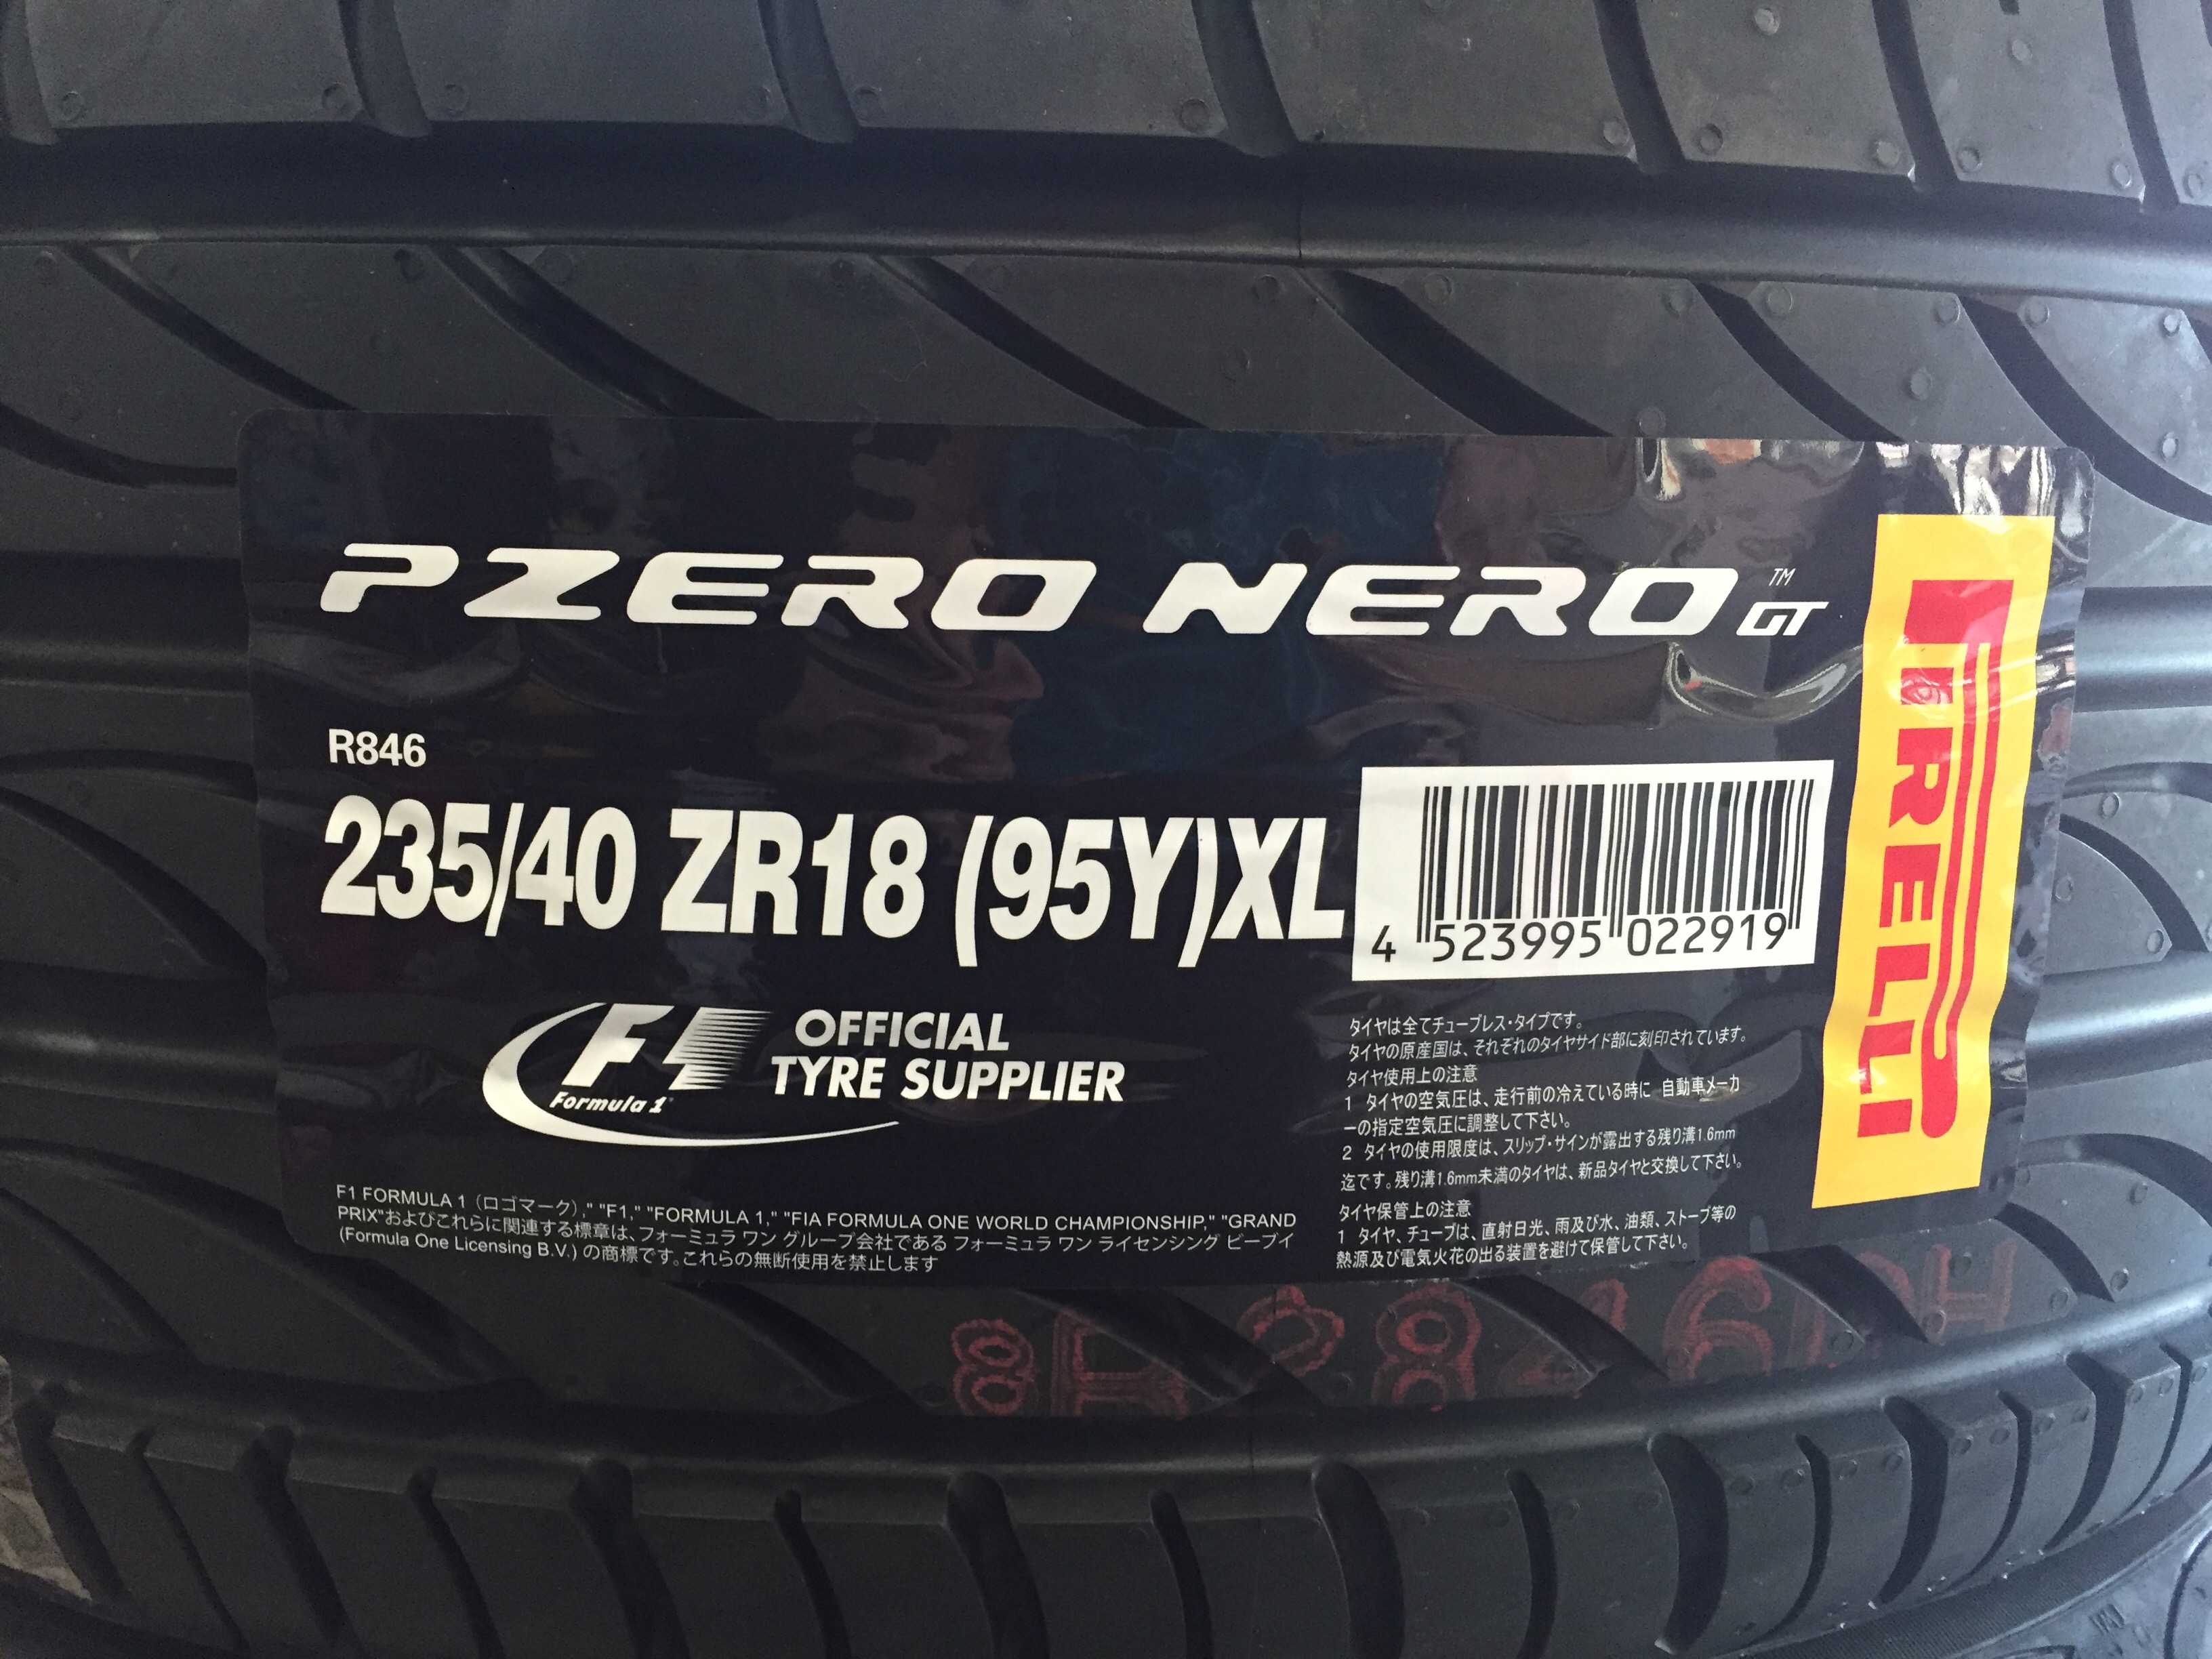 PZERO NERO™ GT
R846
235/40 ZR18 (95Y)XL
4 523995 022919
PIRELLI
F1
Formula 1®
OFFICIAL
TYRE SUPPLIER
タイヤは全てチューブレス・タイプです。
タイヤの原産国は、それぞれのタイヤサイド部に刻印されています。
タイヤ使用上の注意
1 タイヤの空気圧は、走行前の冷えている時に 自動車メーカ
ーの指定空気圧に調整して下さい。
2 タイヤの使用限度は、スリップ・サインが露出する残り溝1.6mm
迄です。残り溝1.6mm未満のタイヤは、新品タイヤと交換して下さい。
タイヤ保管上の注意
1 タイヤ、チューブは、直射日光、雨及び水、油類、ストーブ等の
熱源及び電気火花の出る装置を避けて保管して下さい。
F1 FORMULA 1（ロゴマーク）," "F1," "FORMULA 1," "FIA FORMULA ONE WORLD CHAMPIONSHIP," "GRAND
PRIX"およびこれらに関連する標章は、フォーミュラ ワン グループ会社である フォーミュラ ワン ライセンシング ビーブイ
(Formula One Licensing B.V.) の商標です。これらの無断使用を禁止します